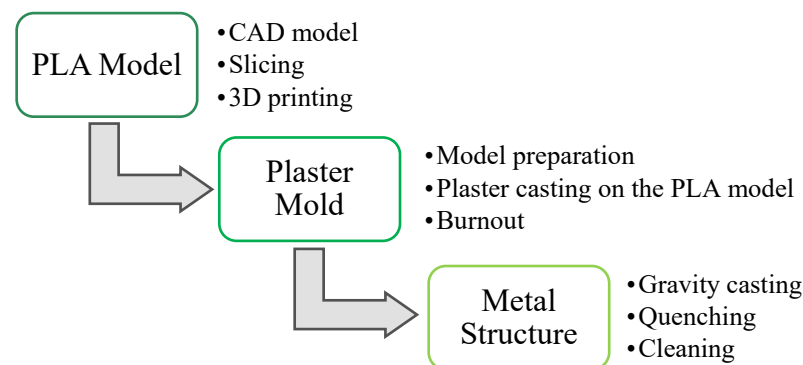 PLA Model
•CAD model
•Slicing
•3D printing
Plaster
Mold
•Model preparation
•Plaster casting on the PLA model
•Burnout
Metal
Structure
•Gravity casting
•Quenching
•Cleaning